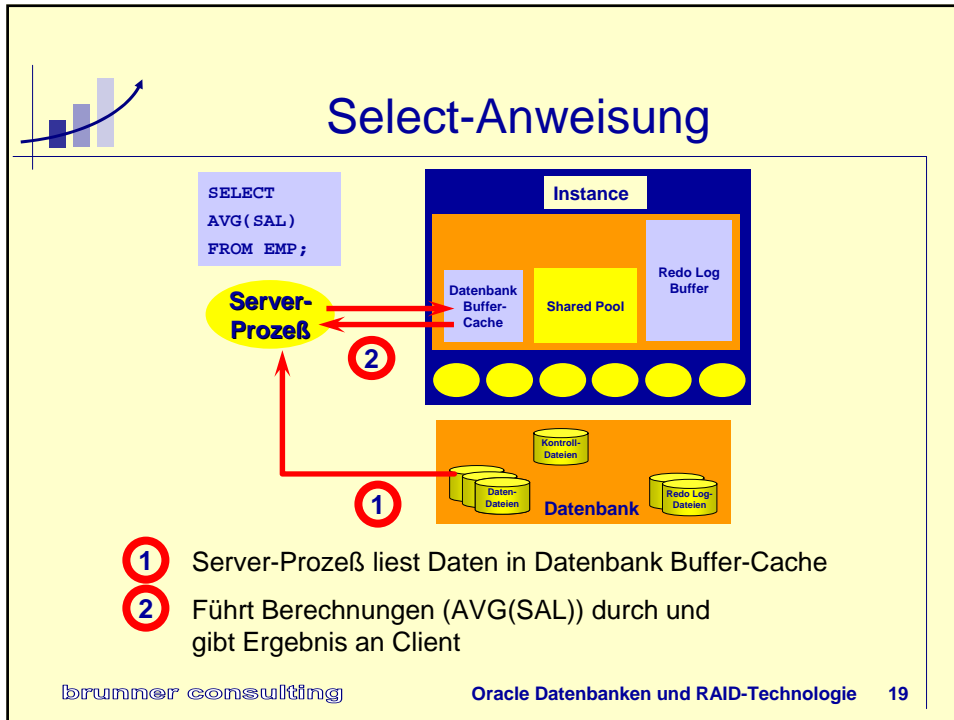 Select-Anweisung
SELECT
AVG(SAL)
FROM EMP;
Instance
Datenbank
Buffer-
Cache
Shared Pool
Redo Log
Buffer
Server-
Prozeß
2
Kontroll-
Dateien
Daten-
Dateien
Redo Log-
Dateien
Datenbank
1
1 Server-Prozeß liest Daten in Datenbank Buffer-Cache
2 Führt Berechnungen (AVG(SAL)) durch und
gibt Ergebnis an Client
brunner consulting
Oracle Datenbanken und RAID-Technologie 19